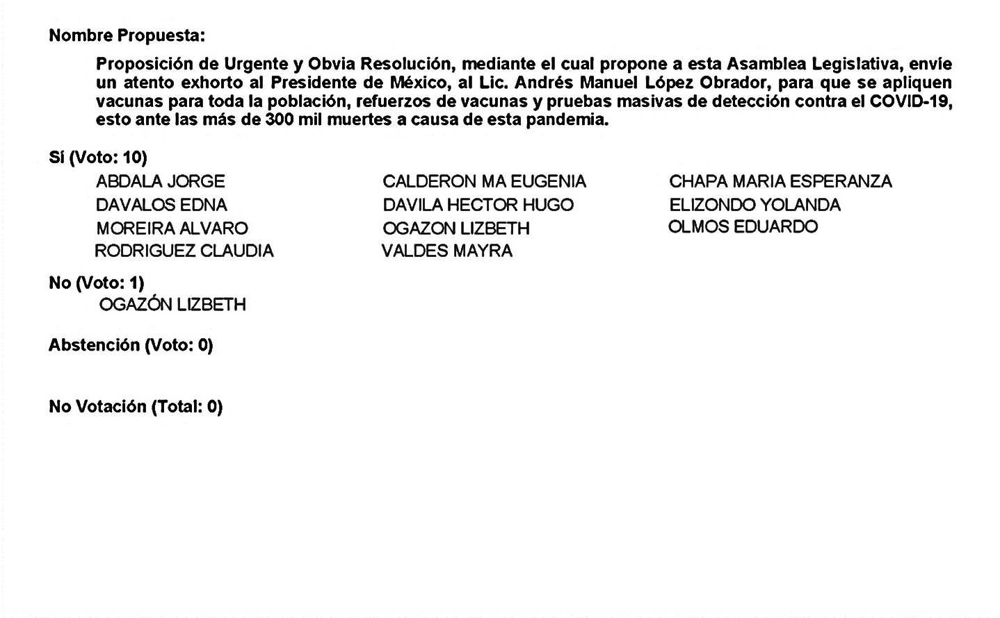 Nombre Propuesta:
Proposición de Urgente y Obvia Resolución, mediante el cual propone a esta Asamblea Legislativa, envíe
un atento exhorto al Presidente de México, al Lic. Andrés Manuel López Obrador, para que se apliquen
vacunas para toda la población, refuerzos de vacunas y pruebas masivas de detección contra el COVID-19,
esto ante las más de 300 mil muertes a causa de esta pandemia.
Sí (Voto: 10)
ABDALA JORGE CALDERON MA EUGENIA CHAPA MARIA ESPERANZA
DAVALOS EDNA DAVILA HECTOR HUGO ELIZONDO YOLANDA
MOREIRA ALVARO OGAZON LIZBETH OLMOS EDUARDO
RODRIGUEZ CLAUDIA VALDES MAYRA
No (Voto: 1)
OGAZÓN LIZBETH
Abstención (Voto: 0)
No Votación (Total: 0)